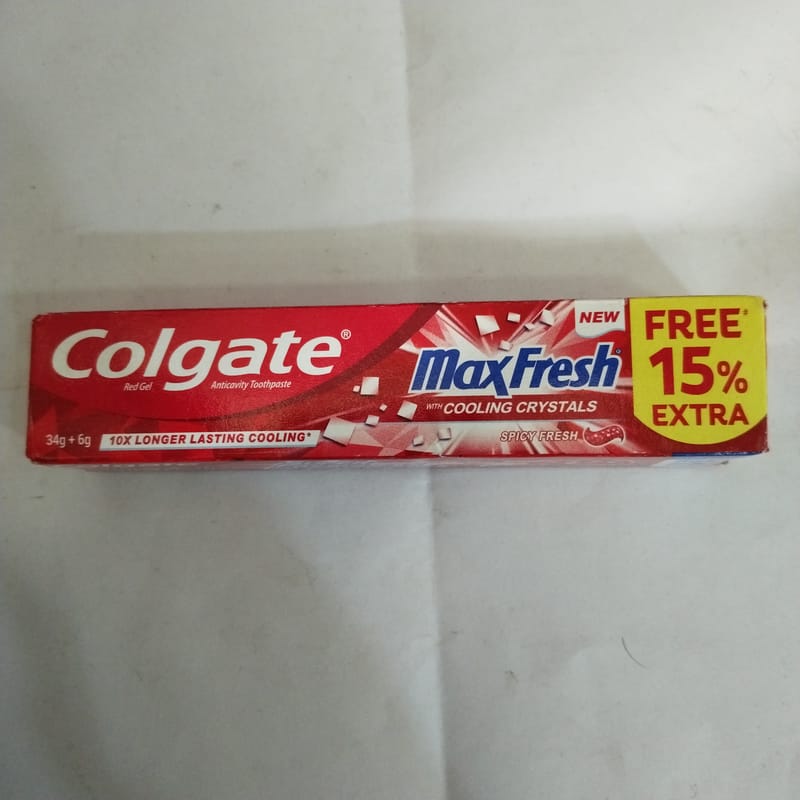 Colgate®
Red Gel Anticavity Toothpaste
34g + 6g 10X LONGER LASTING COOLING*
NEW
MaxFresh®
WITH COOLING CRYSTALS
SPICY FRESH
FREE#
15%
EXTRA